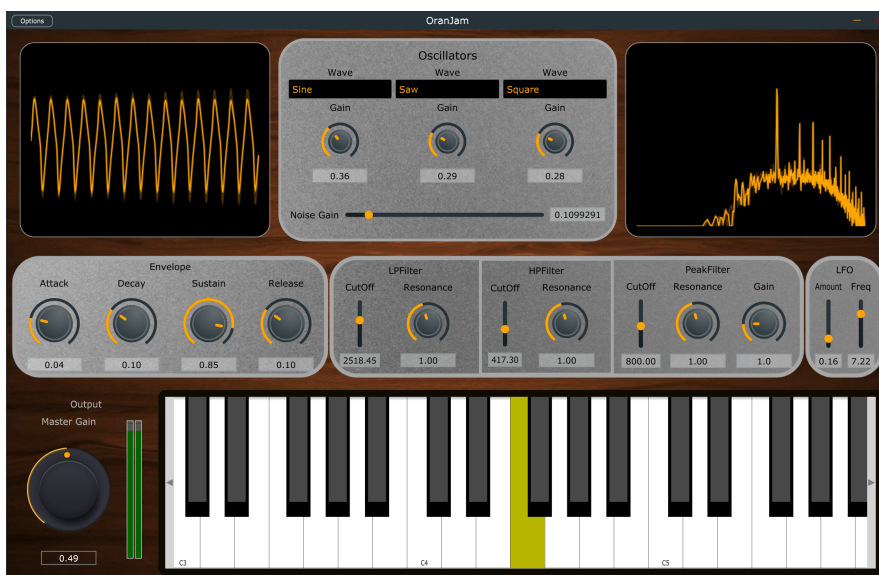 Options
OranJam
Oscillators
Wave Wave Wave
Sine Saw Square
Gain Gain Gain
0.36 0.29 0.28
Noise Gain 0.1099291
Envelope
Attack Decay Sustain Release
0.04 0.10 0.85 0.10
LPFilter
CutOff Resonance
2518.45 1.00
HPFilter
CutOff Resonance
417.30 1.00
PeakFilter
CutOff Resonance Gain
800.00 1.00 1.0
LFO
Amount Freq
0.16 7.22
Output
Master Gain
0.49
C3 C4 C5